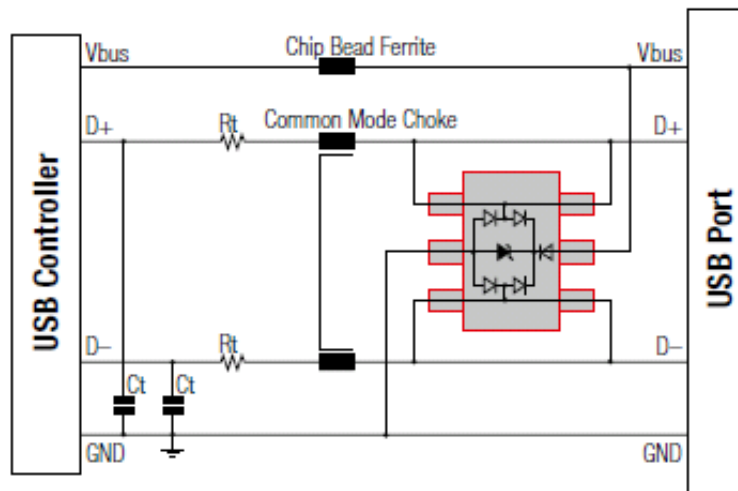 Vbus
Chip Bead Ferrite
Vbus
D+
Rt
Common Mode Choke
D+
USB Controller
USB Port
D–
Rt
D–
Ct
Ct
GND
GND